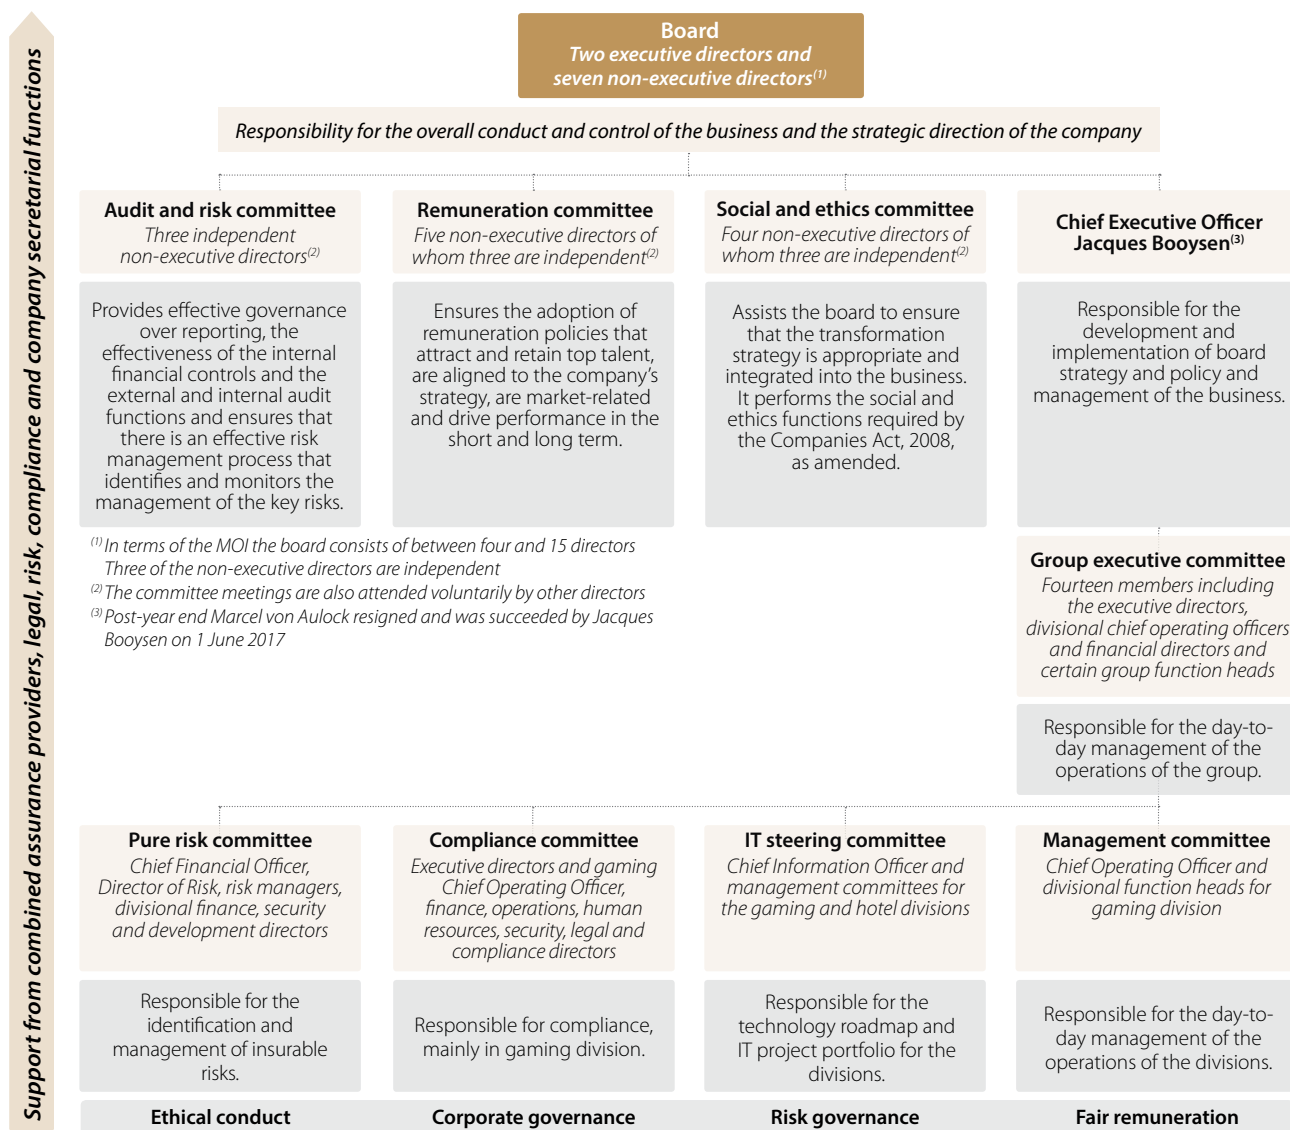 Support from combined assurance providers, legal, risk, compliance and company secretarial functions
Board
Two executive directors and
seven non-executive directors(1)
Responsibility for the overall conduct and control of the business and the strategic direction of the company
Audit and risk committee
Three independent
non-executive directors(2)
Provides effective governance
over reporting, the
effectiveness of the internal
financial controls and the
external and internal audit
functions and ensures that
there is an effective risk
management process that
identifies and monitors the
management of the key risks.
Remuneration committee
Five non-executive directors of
whom three are independent(2)
Ensures the adoption of
remuneration policies that
attract and retain top talent,
are aligned to the company's
strategy, are market-related
and drive performance in the
short and long term.
Social and ethics committee
Four non-executive directors of
whom three are independent(2)
Assists the board to ensure
that the transformation
strategy is appropriate and
integrated into the business.
It performs the social and
ethics functions required by
the Companies Act, 2008,
as amended.
Chief Executive Officer
Jacques Booysen(3)
Responsible for the
development and
implementation of board
strategy and policy and
management of the business.
(1) In terms of the MOI the board consists of between four and 15 directors
Three of the non-executive directors are independent
(2) The committee meetings are also attended voluntarily by other directors
(3) Post-year end Marcel von Aulock resigned and was succeeded by Jacques
Booysen on 1 June 2017
Group executive committee
Fourteen members including
the executive directors,
divisional chief operating officers
and financial directors and
certain group function heads
Responsible for the day-to-
day management of the
operations of the group.
Pure risk committee
Chief Financial Officer,
Director of Risk, risk managers,
divisional finance, security
and development directors
Responsible for the
identification and
management of insurable
risks.
Compliance committee
Executive directors and gaming
Chief Operating Officer,
finance, operations, human
resources, security, legal and
compliance directors
Responsible for compliance,
mainly in gaming division.
IT steering committee
Chief Information Officer and
management committees for
the gaming and hotel divisions
Responsible for the
technology roadmap and
IT project portfolio for the
divisions.
Management committee
Chief Operating Officer and
divisional function heads for
gaming division
Responsible for the day-to-
day management of the
operations of the divisions.
Ethical conduct
Corporate governance
Risk governance
Fair remuneration